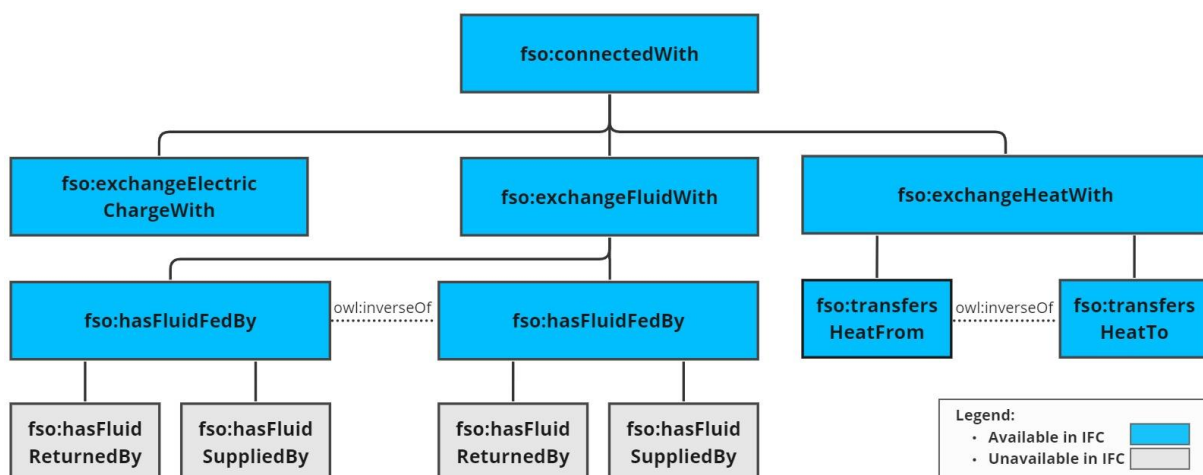 fso:connectedWith
fso:exchangeElectric
ChargeWith
fso:exchangeFluidWith
fso:exchangeHeatWith
fso:hasFluidFedBy
owl:inverseOf
fso:hasFluidFedBy
fso:transfers
HeatFrom
owl:inverseOf
fso:transfers
HeatTo
fso:hasFluid
ReturnedBy
fso:hasFluid
SuppliedBy
fso:hasFluid
ReturnedBy
fso:hasFluid
SuppliedBy
Legend:
• Available in IFC
• Unavailable in IFC